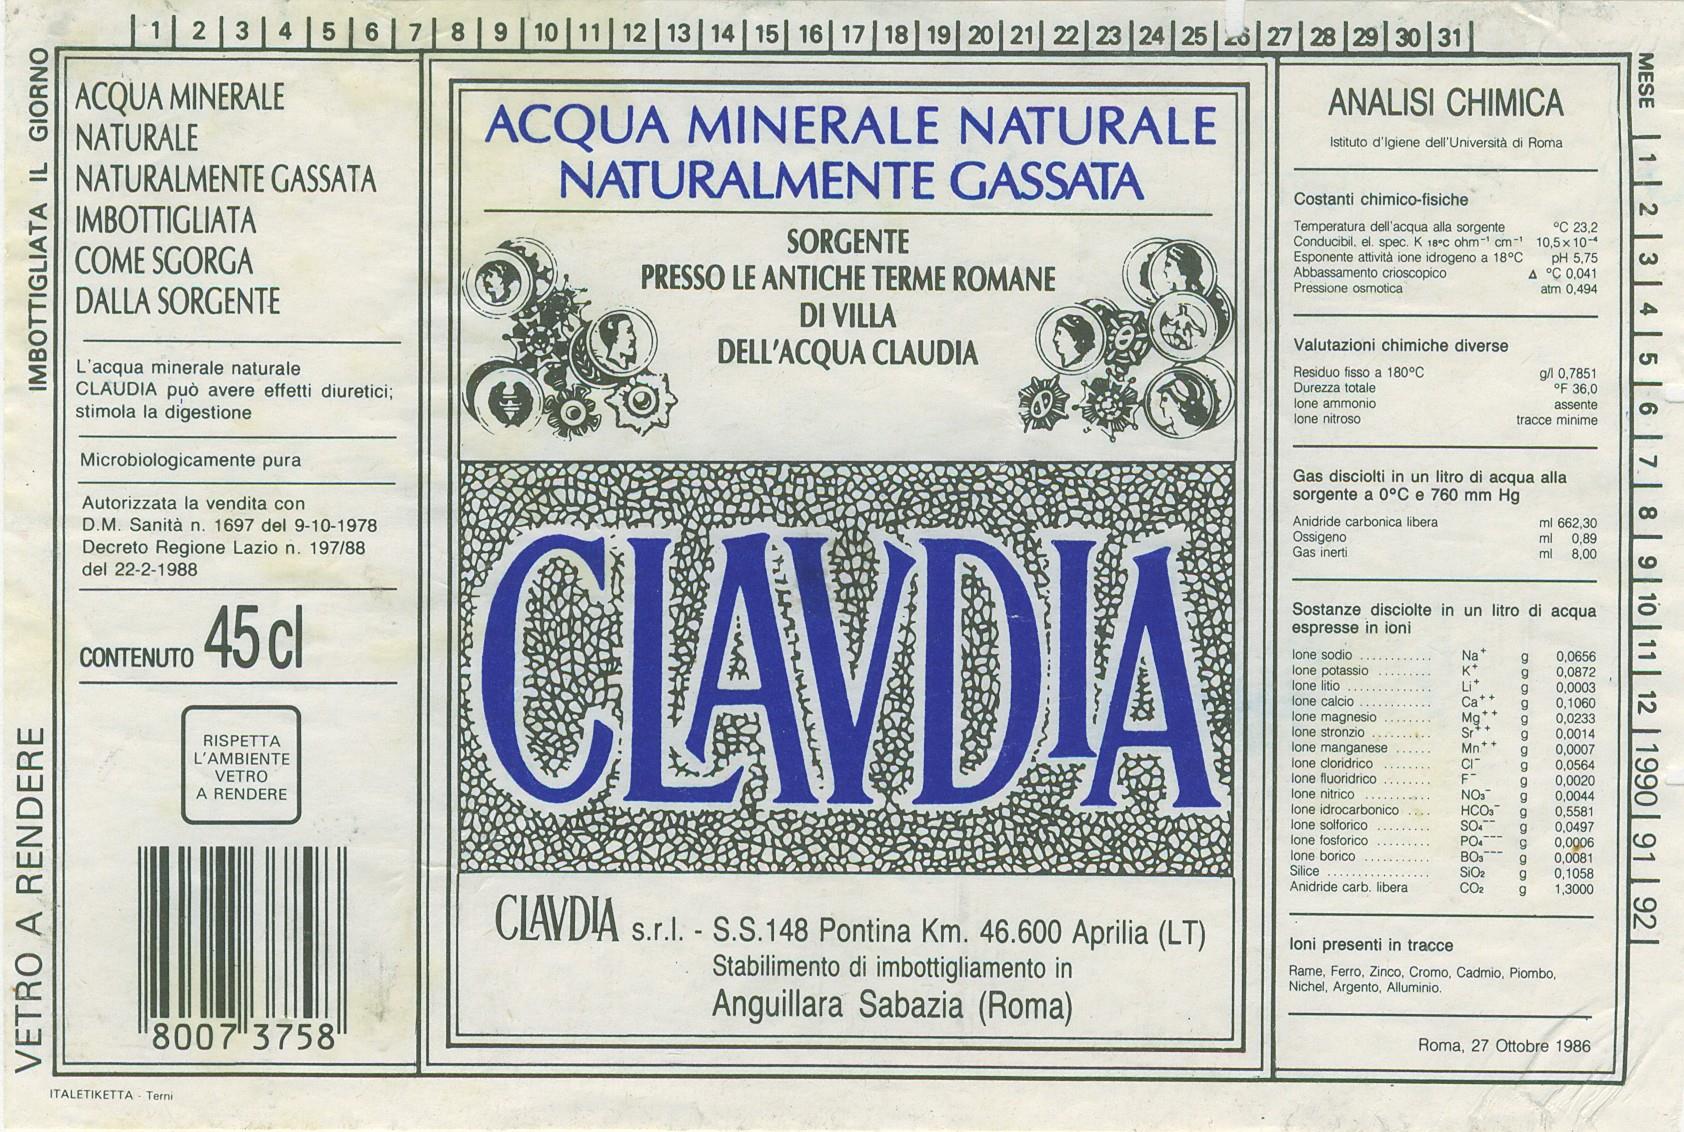 1 2 3 4 5 6 7 8 9 10 11 12 13 14 15 16 17 18 19 20 21 22 23 24 25 26 27 28 29 30 31
IMBOTTIGLIATA IL GIORNO
VETRO A RENDERE
ACQUA MINERALE
NATURALE
NATURALMENTE GASSATA
IMBOTTIGLIATA
COME SGORGA
DALLA SORGENTE
L'acqua minerale naturale
CLAUDIA può avere effetti diuretici;
stimola la digestione
Microbiologicamente pura
Autorizzata la vendita con
D.M. Sanità n. 1697 del 9-10-1978
Decreto Regione Lazio n. 197/88
del 22-2-1988
CONTENUTO 45 cl
RISPETTA
L'AMBIENTE
VETRO
A RENDERE
8007 3758
ITALETIKETTA - Terni
ACQUA MINERALE NATURALE
NATURALMENTE GASSATA
SORGENTE
PRESSO LE ANTICHE TERME ROMANE
DI VILLA
DELL'ACQUA CLAUDIA
CLAVDIA
CLAVDIA s.r.l. - S.S.148 Pontina Km. 46.600 Aprilia (LT)
Stabilimento di imbottigliamento in
Anguillara Sabazia (Roma)
ANALISI CHIMICA
Istituto d'Igiene dell'Università di Roma
Costanti chimico-fisiche
Temperatura dell'acqua alla sorgente °C 23,2
Conducibil. el. spec. K 18°C ohm⁻¹ cm⁻¹ 10,5×10⁻⁴
Esponente attività ione idrogeno a 18°C pH 5,75
Abbassamento crioscopico Δ °C 0,041
Pressione osmotica atm 0,494
Valutazioni chimiche diverse
Residuo fisso a 180°C g/l 0,7851
Durezza totale °F 36,0
Ione ammonio assente
Ione nitroso tracce minime
Gas disciolti in un litro di acqua alla
sorgente a 0°C e 760 mm Hg
Anidride carbonica libera ml 662,30
Ossigeno ml 0,89
Gas inerti ml 8,00
Sostanze disciolte in un litro di acqua
espresse in ioni
Ione sodio ............ Na⁺ g 0,0656
Ione potassio ......... K⁺ g 0,0872
Ione litio .............. Li⁺ g 0,0003
Ione calcio ............. Ca⁺⁺ g 0,1060
Ione magnesio ........ Mg⁺⁺ g 0,0233
Ione stronzio .......... Sr⁺⁺ g 0,0014
Ione manganese ...... Mn⁺⁺ g 0,0007
Ione cloridrico ........ Cl⁻ g 0,0564
Ione fluoridrico ........ F⁻ g 0,0020
Ione nitrico ............ NO₃⁻ g 0,0044
Ione idrocarbonico .... HCO₃⁻ g 0,5581
Ione solforico ......... SO₄⁻⁻ g 0,0497
Ione fosforico ......... PO₄⁻⁻⁻ g 0,0006
Ione borico ............ BO₃⁻⁻⁻ g 0,0081
Silice .................. SiO₂ g 0,1058
Anidride carb. libera CO₂ g 1,3000
Ioni presenti in tracce
Rame, Ferro, Zinco, Cromo, Cadmio, Piombo,
Nichel, Argento, Alluminio.
Roma, 27 Ottobre 1986
MESE 1 2 3 4 5 6 7 8 9 10 11 12 1990 91 92